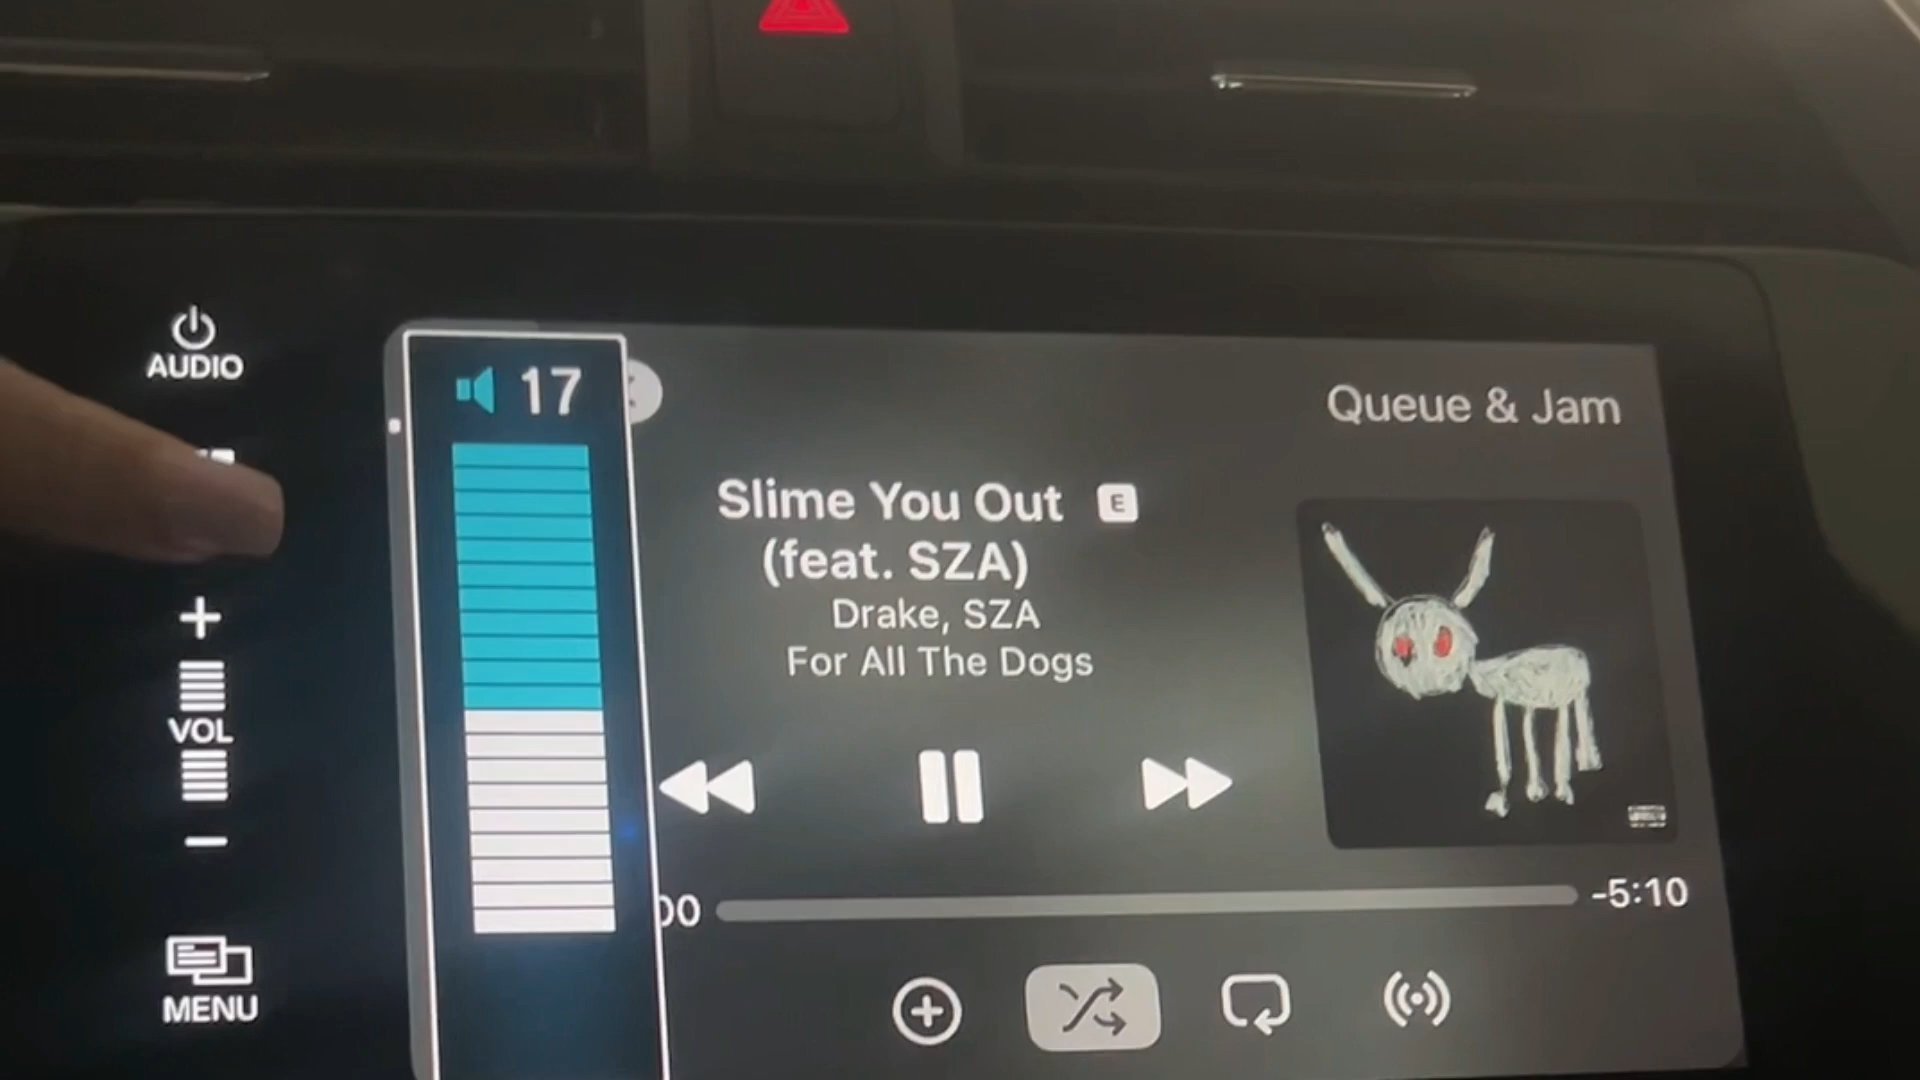 AUDIO
17
Queue & Jam
Slime You Out E
(feat. SZA)
Drake, SZA
For All The Dogs
+
VOL
−
00
-5:10
MENU